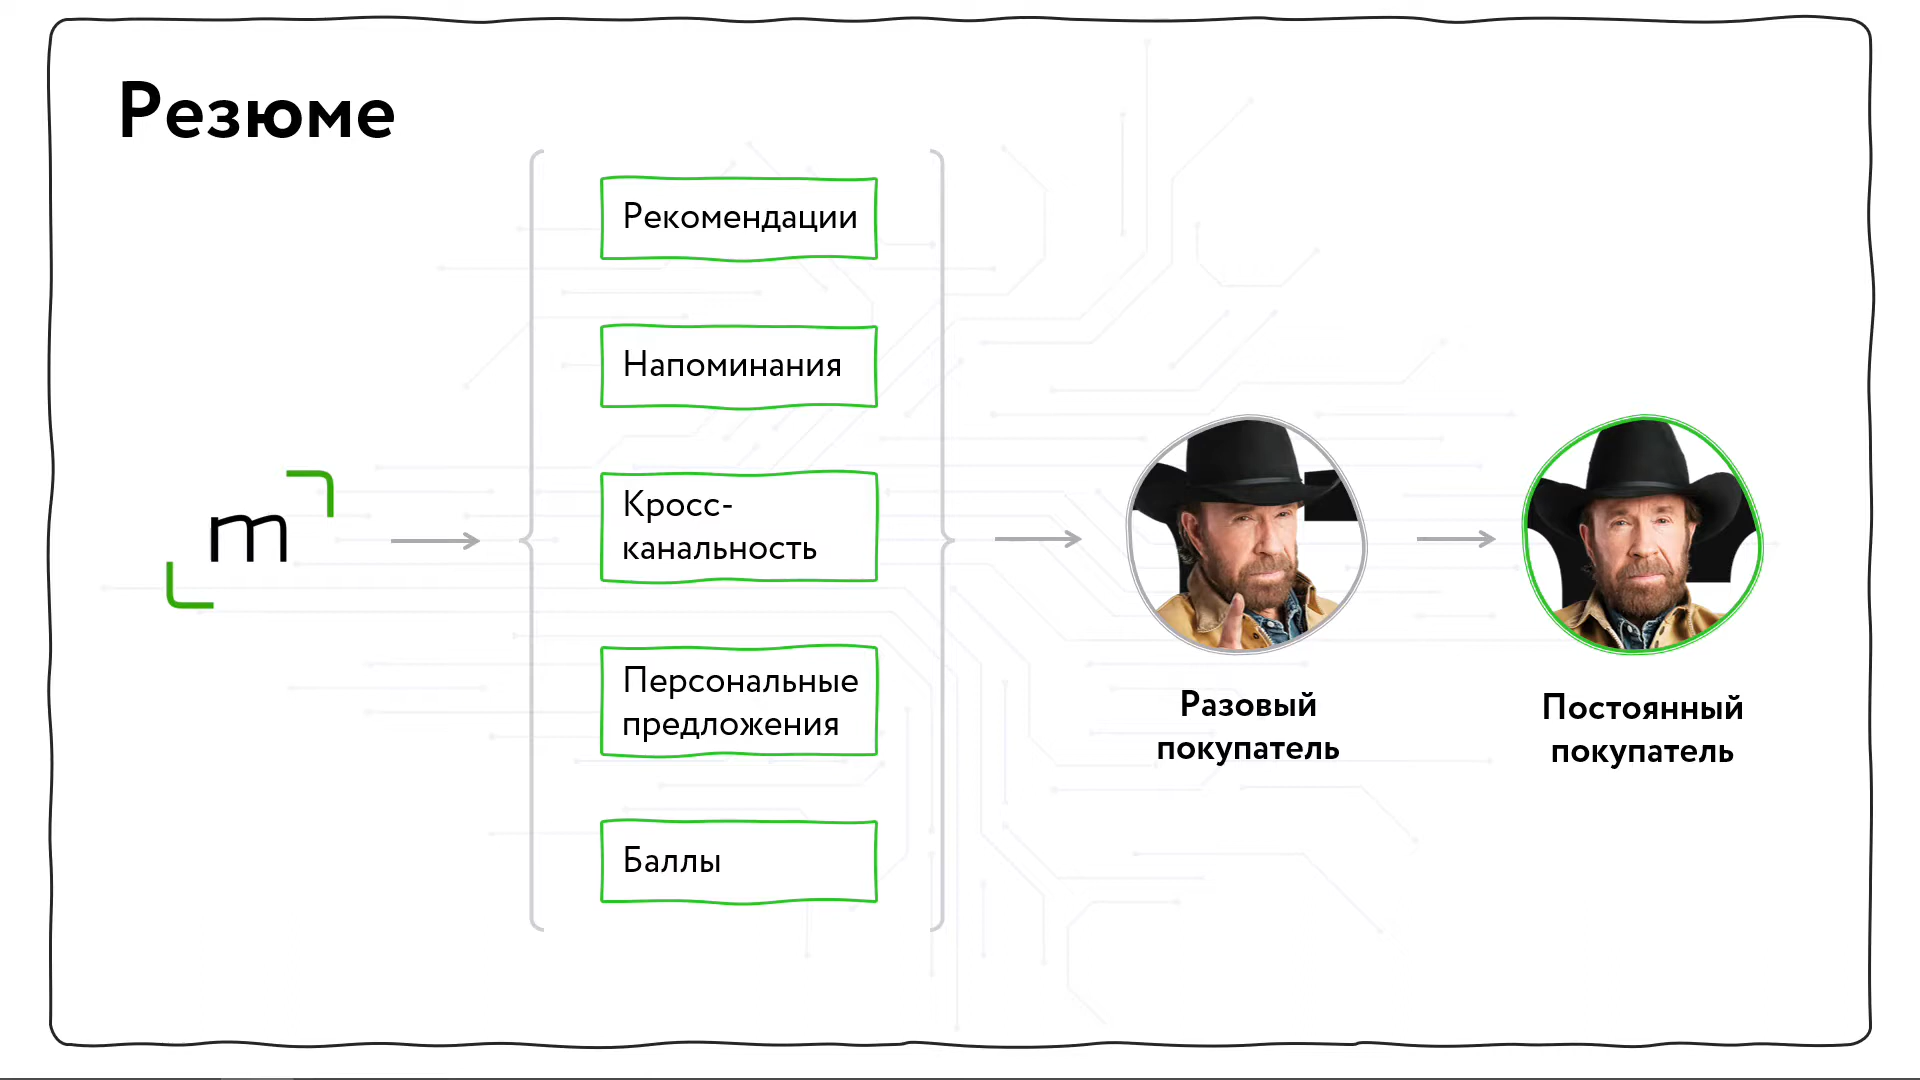 Резюме
Рекомендации
Напоминания
Кросс-
канальность
Персональные
предложения
Баллы
m
Разовый
покупатель
Постоянный
покупатель